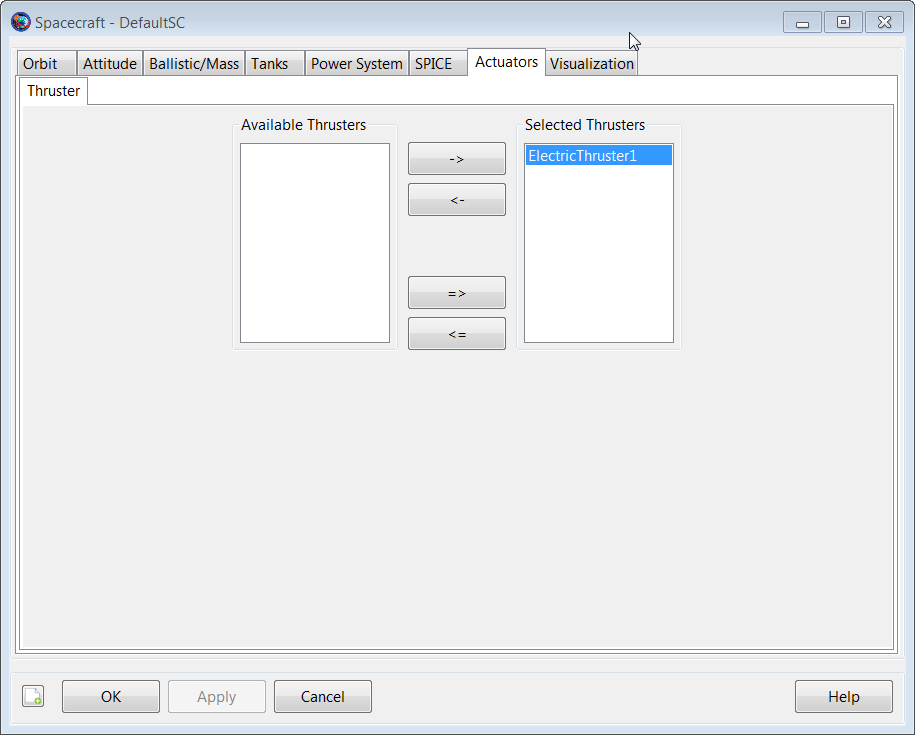 Spacecraft - DefaultSC
Orbit Attitude Ballistic/Mass Tanks Power System SPICE Actuators Visualization
Thruster
Available Thrusters Selected Thrusters
-> ElectricThruster1
<-
=>
<=
OK Apply Cancel Help